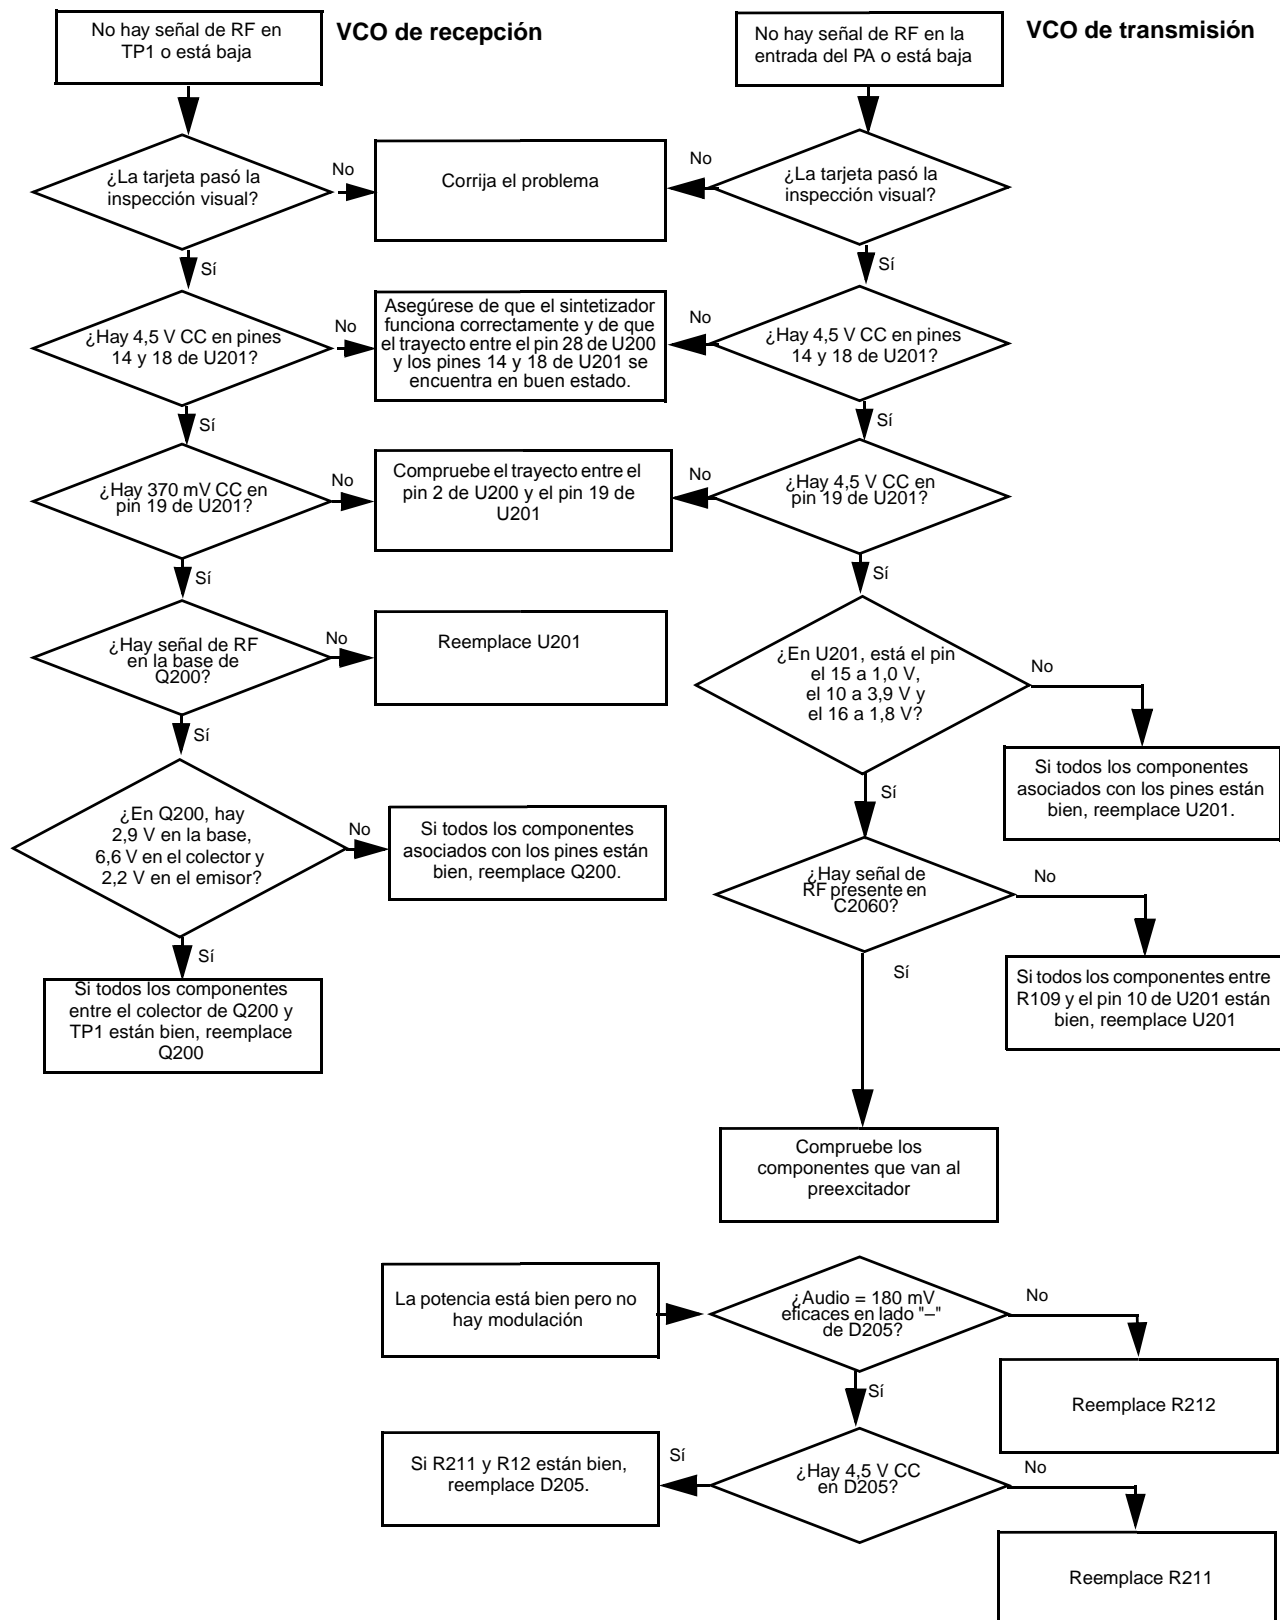 No hay señal de RF en
TP1 o está baja
VCO de recepción
No hay señal de RF en la
entrada del PA o está baja
VCO de transmisión
¿La tarjeta pasó la
inspección visual?
No
Corrija el problema
No
¿La tarjeta pasó la
inspección visual?
Sí
Sí
¿Hay 4,5 V CC en pines
14 y 18 de U201?
No
Asegúrese de que el sintetizador
funciona correctamente y de que
el trayecto entre el pin 28 de U200
y los pines 14 y 18 de U201 se
encuentra en buen estado.
No
¿Hay 4,5 V CC en pines
14 y 18 de U201?
Sí
Sí
¿Hay 370 mV CC en
pin 19 de U201?
No
Compruebe el trayecto entre el
pin 2 de U200 y el pin 19 de
U201
No
¿Hay 4,5 V CC en
pin 19 de U201?
Sí
Sí
¿Hay señal de RF
en la base de
Q200?
No
Reemplace U201
¿En U201, está el pin
el 15 a 1,0 V,
el 10 a 3,9 V y
el 16 a 1,8 V?
No
Sí
Si todos los componentes
asociados con los pines están
bien, reemplace U201.
Sí
¿En Q200, hay
2,9 V en la base,
6,6 V en el colector y
2,2 V en el emisor?
No
Si todos los componentes
asociados con los pines están
bien, reemplace Q200.
¿Hay señal de
RF presente en
C2060?
No
Sí
Sí
Si todos los componentes
entre el colector de Q200 y
TP1 están bien, reemplace
Q200
Si todos los componentes entre
R109 y el pin 10 de U201 están
bien, reemplace U201
Compruebe los
componentes que van al
preexcitador
La potencia está bien pero no
hay modulación
¿Audio = 180 mV
eficaces en lado "–"
de D205?
No
Sí
Reemplace R212
Si R211 y R12 están bien,
reemplace D205.
Sí
¿Hay 4,5 V CC
en D205?
No
Reemplace R211